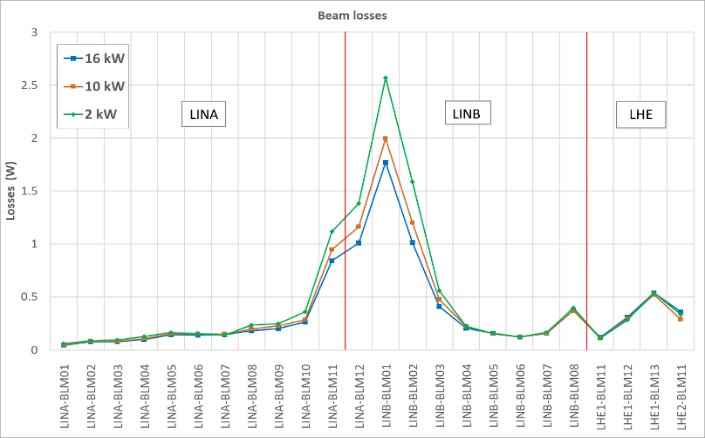 Beam losses
3
2.5
2
1.5
1
0.5
0
Losses (W)
16 kW
10 kW
2 kW
LINA
LINB
LHE
LINA-BLM01
LINA-BLM02
LINA-BLM03
LINA-BLM04
LINA-BLM05
LINA-BLM06
LINA-BLM07
LINA-BLM08
LINA-BLM09
LINA-BLM10
LINA-BLM11
LINA-BLM12
LINB-BLM01
LINB-BLM02
LINB-BLM03
LINB-BLM04
LINB-BLM05
LINB-BLM06
LINB-BLM07
LINB-BLM08
LHE1-BLM11
LHE1-BLM12
LHE1-BLM13
LHE2-BLM11